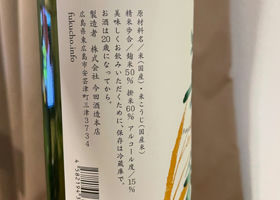 原材料名／米(国産)・米こうじ(国産米)
精米歩合／麹米50% 掛米60% アルコール度／15%
美味しくお飲みいただくために、保存は冷蔵庫で。
お酒は20歳になってから。
製造者 株式会社 今田酒造本店
広島県東広島市安芸津町三津3734
fukucho.info